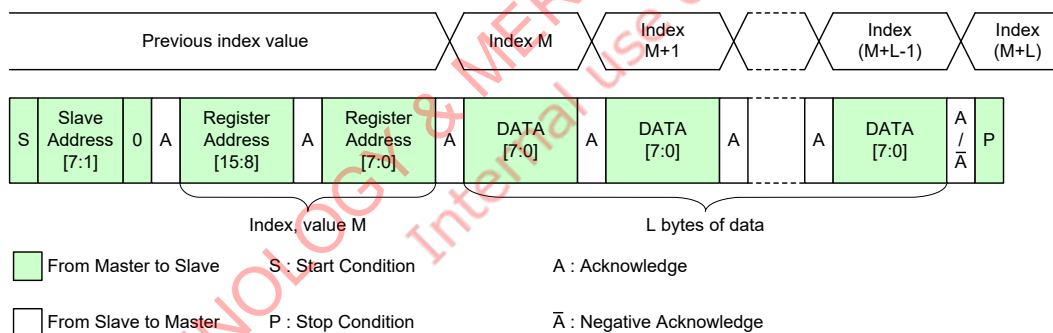 Previous index value
Index M
Index
M+1
Index
(M+L-1)
Index
(M+L)
S
Slave
Address
[7:1]
0
A
Register
Address
[15:8]
A
Register
Address
[7:0]
A
DATA
[7:0]
A
DATA
[7:0]
A
A
DATA
[7:0]
A
/
A̅
P
Index, value M
L bytes of data
From Master to Slave
S : Start Condition
A : Acknowledge
From Slave to Master
P : Stop Condition
A̅ : Negative Acknowledge
NOLOGY & MER
Internal use